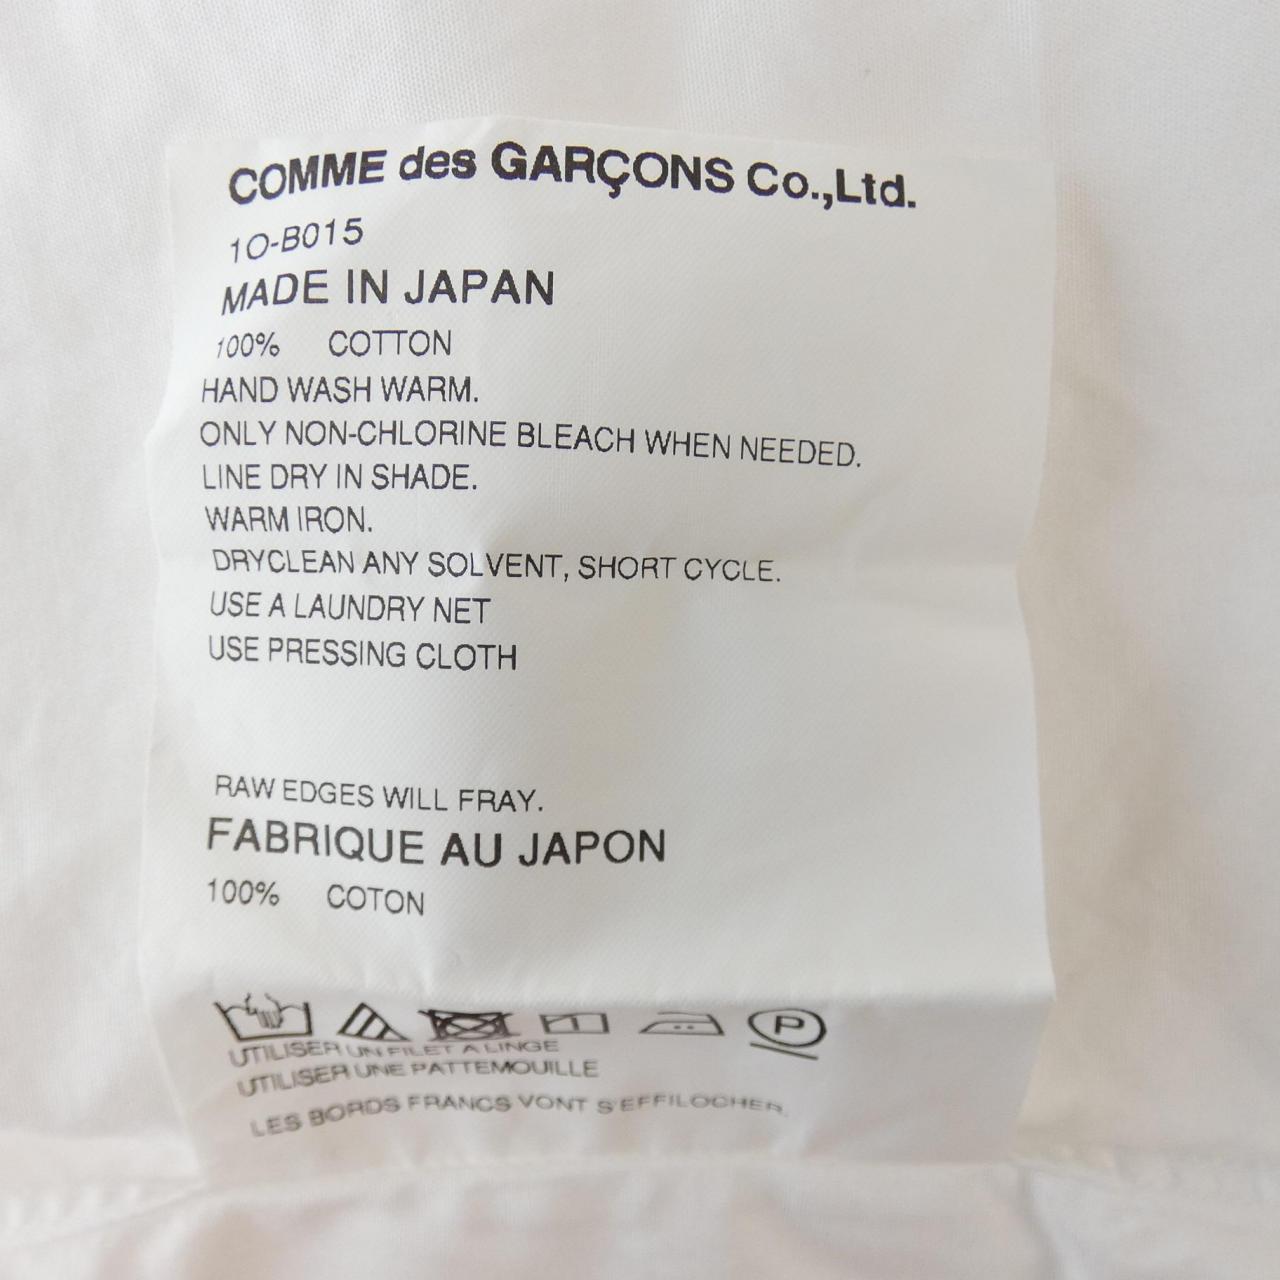 COMME des GARÇONS Co.,Ltd.
1O-B015
MADE IN JAPAN
100% COTTON
HAND WASH WARM.
ONLY NON-CHLORINE BLEACH WHEN NEEDED.
LINE DRY IN SHADE.
WARM IRON.
DRYCLEAN ANY SOLVENT, SHORT CYCLE.
USE A LAUNDRY NET
USE PRESSING CLOTH
RAW EDGES WILL FRAY.
FABRIQUE AU JAPON
100% COTON
P
UTILISER UN FILET A LINGE
UTILISER UNE PATTEMOUILLE
LES BORDS FRANCS VONT S'EFFILOCHER.